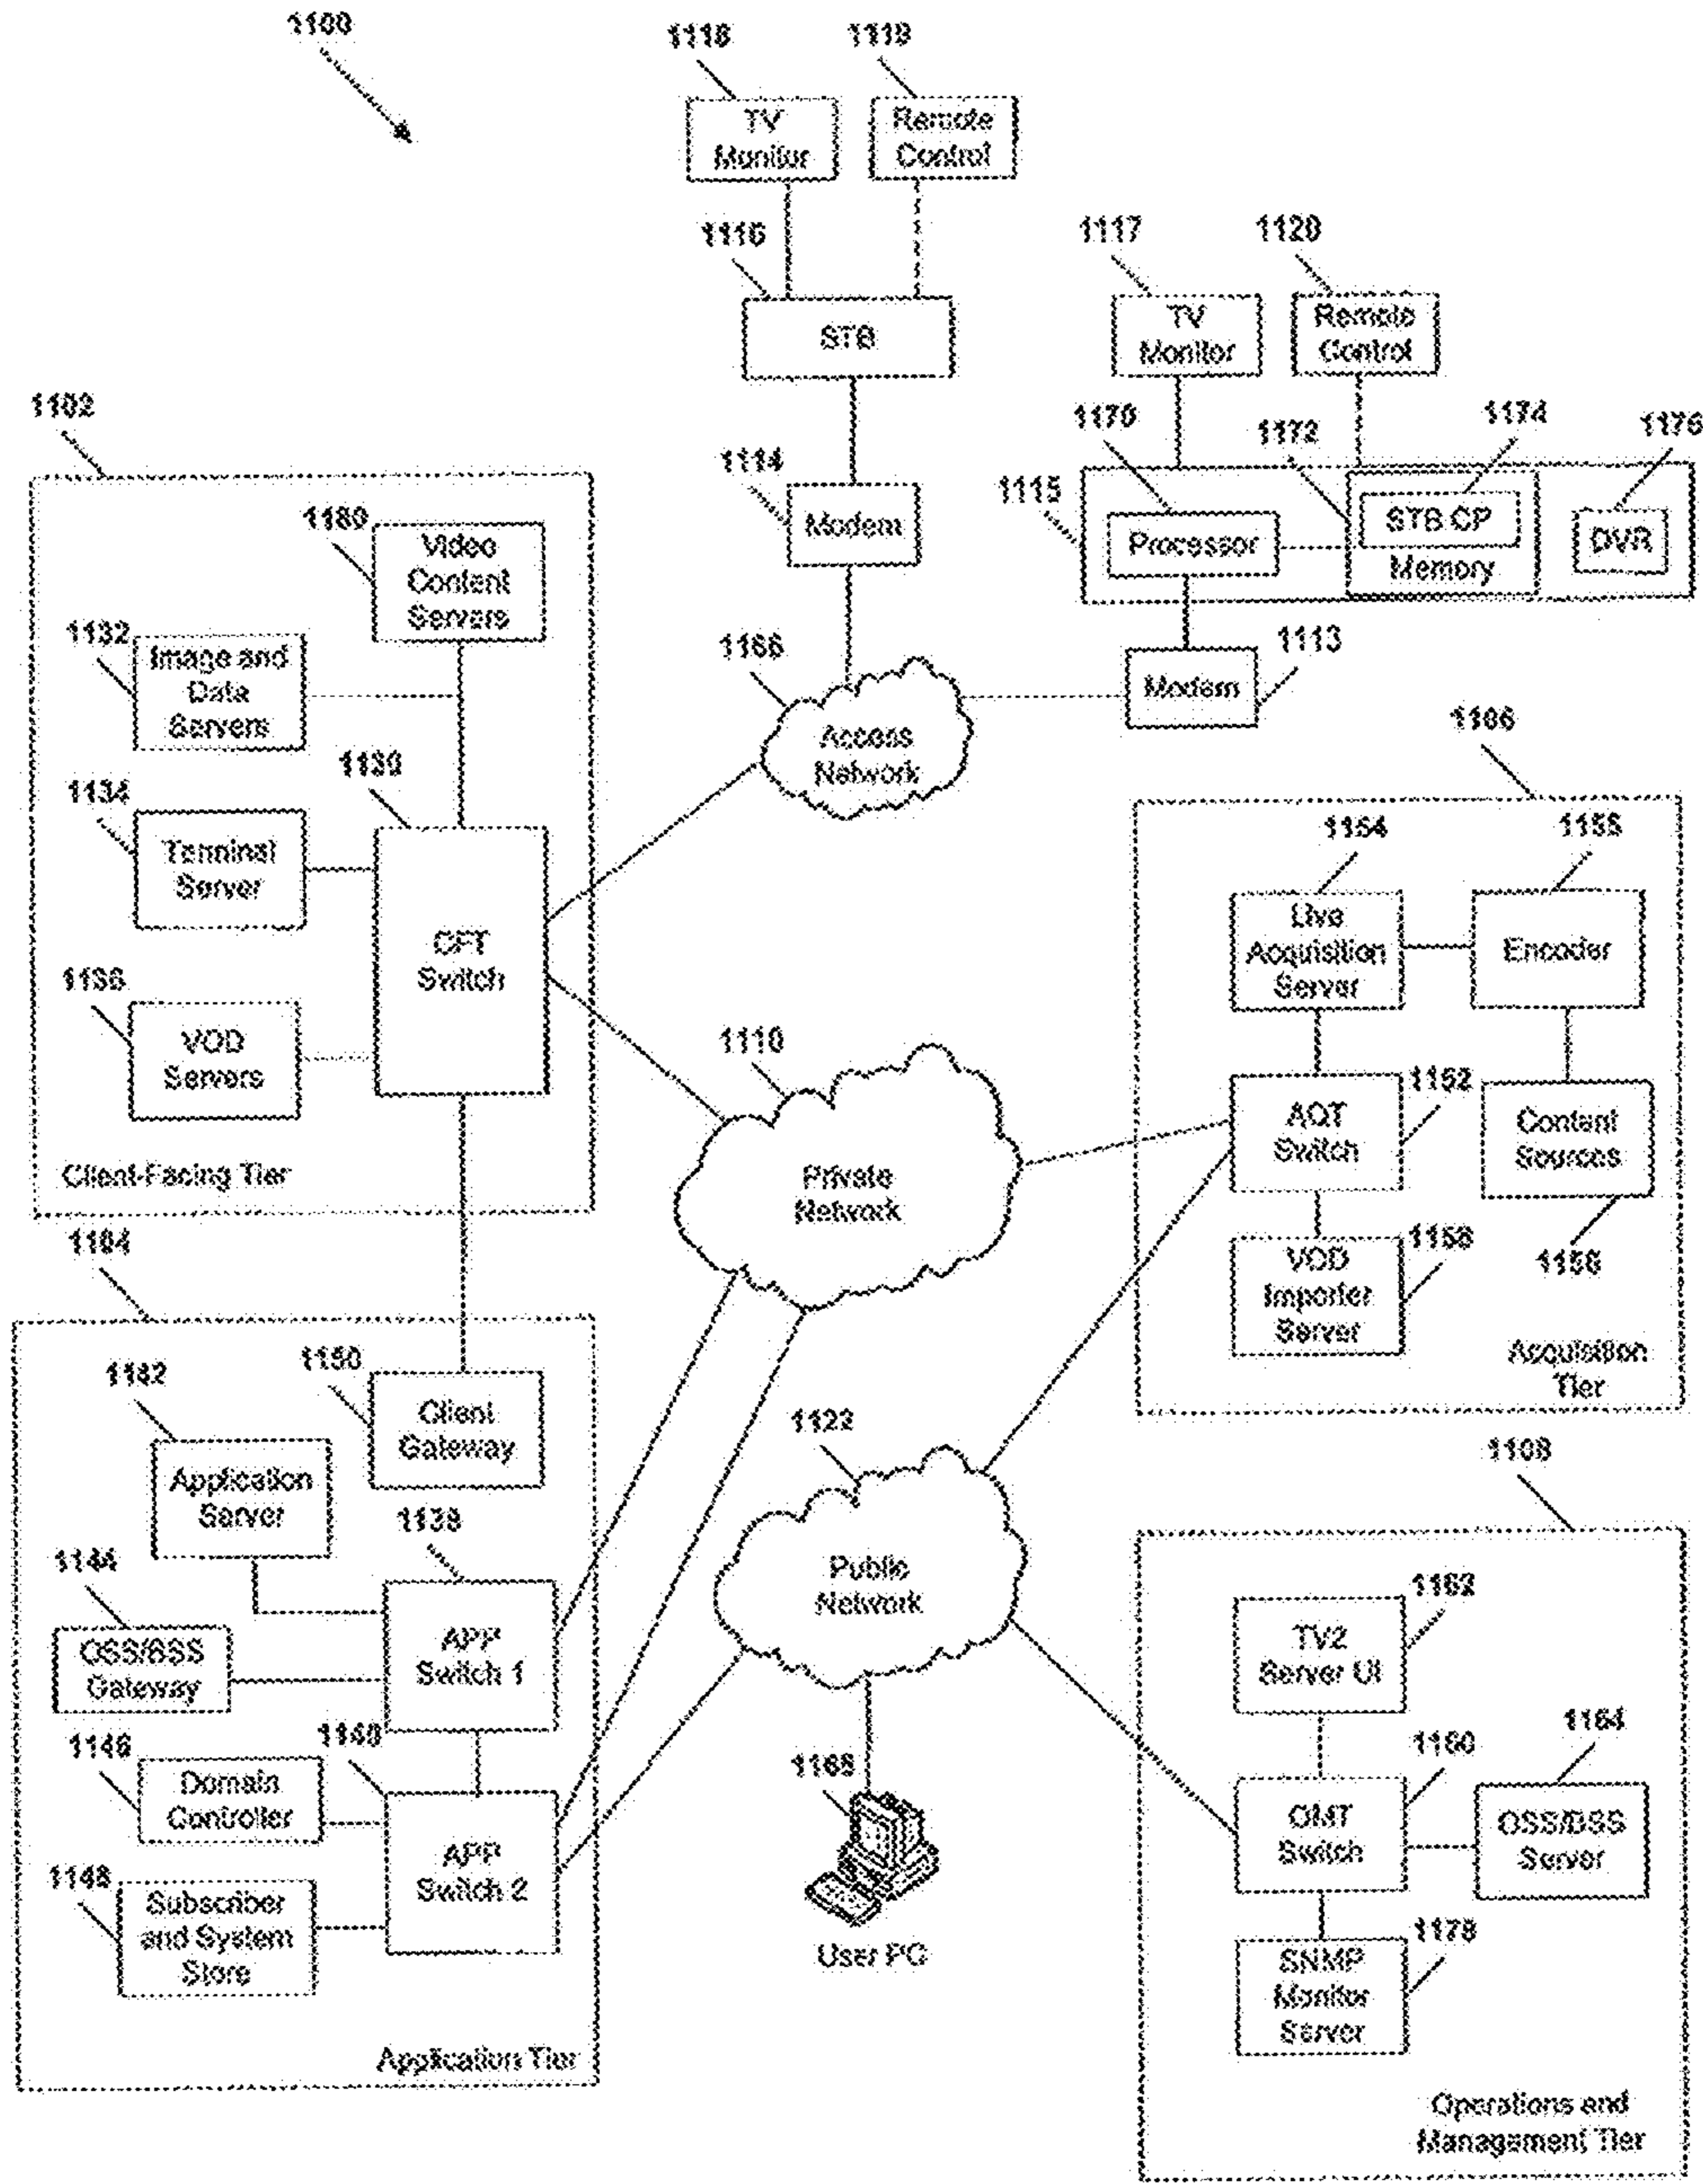 1100
1118
1119
TV
Monitor
Remote
Control
1116
STB
1117
1120
TV
Monitor
Remote
Control
1170
1172
1174
1176
1115
Processor
STB CP
Memory
DVR
1114
Modem
1113
Modem
1166
Access
Network
1102
1180
Video
Content
Servers
1132
Image and
Data
Servers
1130
1134
Terminal
Server
CFT
Switch
1136
VOD
Servers
Client-Facing Tier
1106
1154
1155
Live
Acquisition
Server
Encoder
1152
AQT
Switch
Content
Sources
1158
VOD
Importer
Server
1156
Acquisition
Tier
1110
Private
Network
1104
1150
Client
Gateway
1142
Application
Server
1138
1144
OSS/BSS
Gateway
APP
Switch 1
1146
1140
Domain
Controller
APP
Switch 2
1148
Subscriber
and System
Store
Application Tier
1122
Public
Network
1168
User PC
1108
1162
TV2
Server UI
1160
1164
OMT
Switch
OSS/BSS
Server
1178
SNMP
Monitor
Server
Operations and
Management Tier